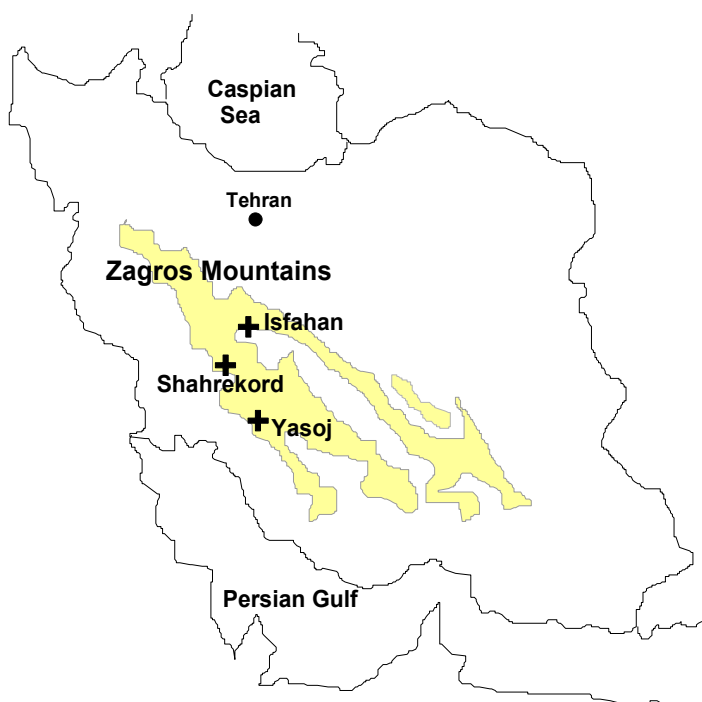 Caspian
Sea
Tehran
Zagros Mountains
Isfahan
Shahrekord
Yasoj
Persian Gulf